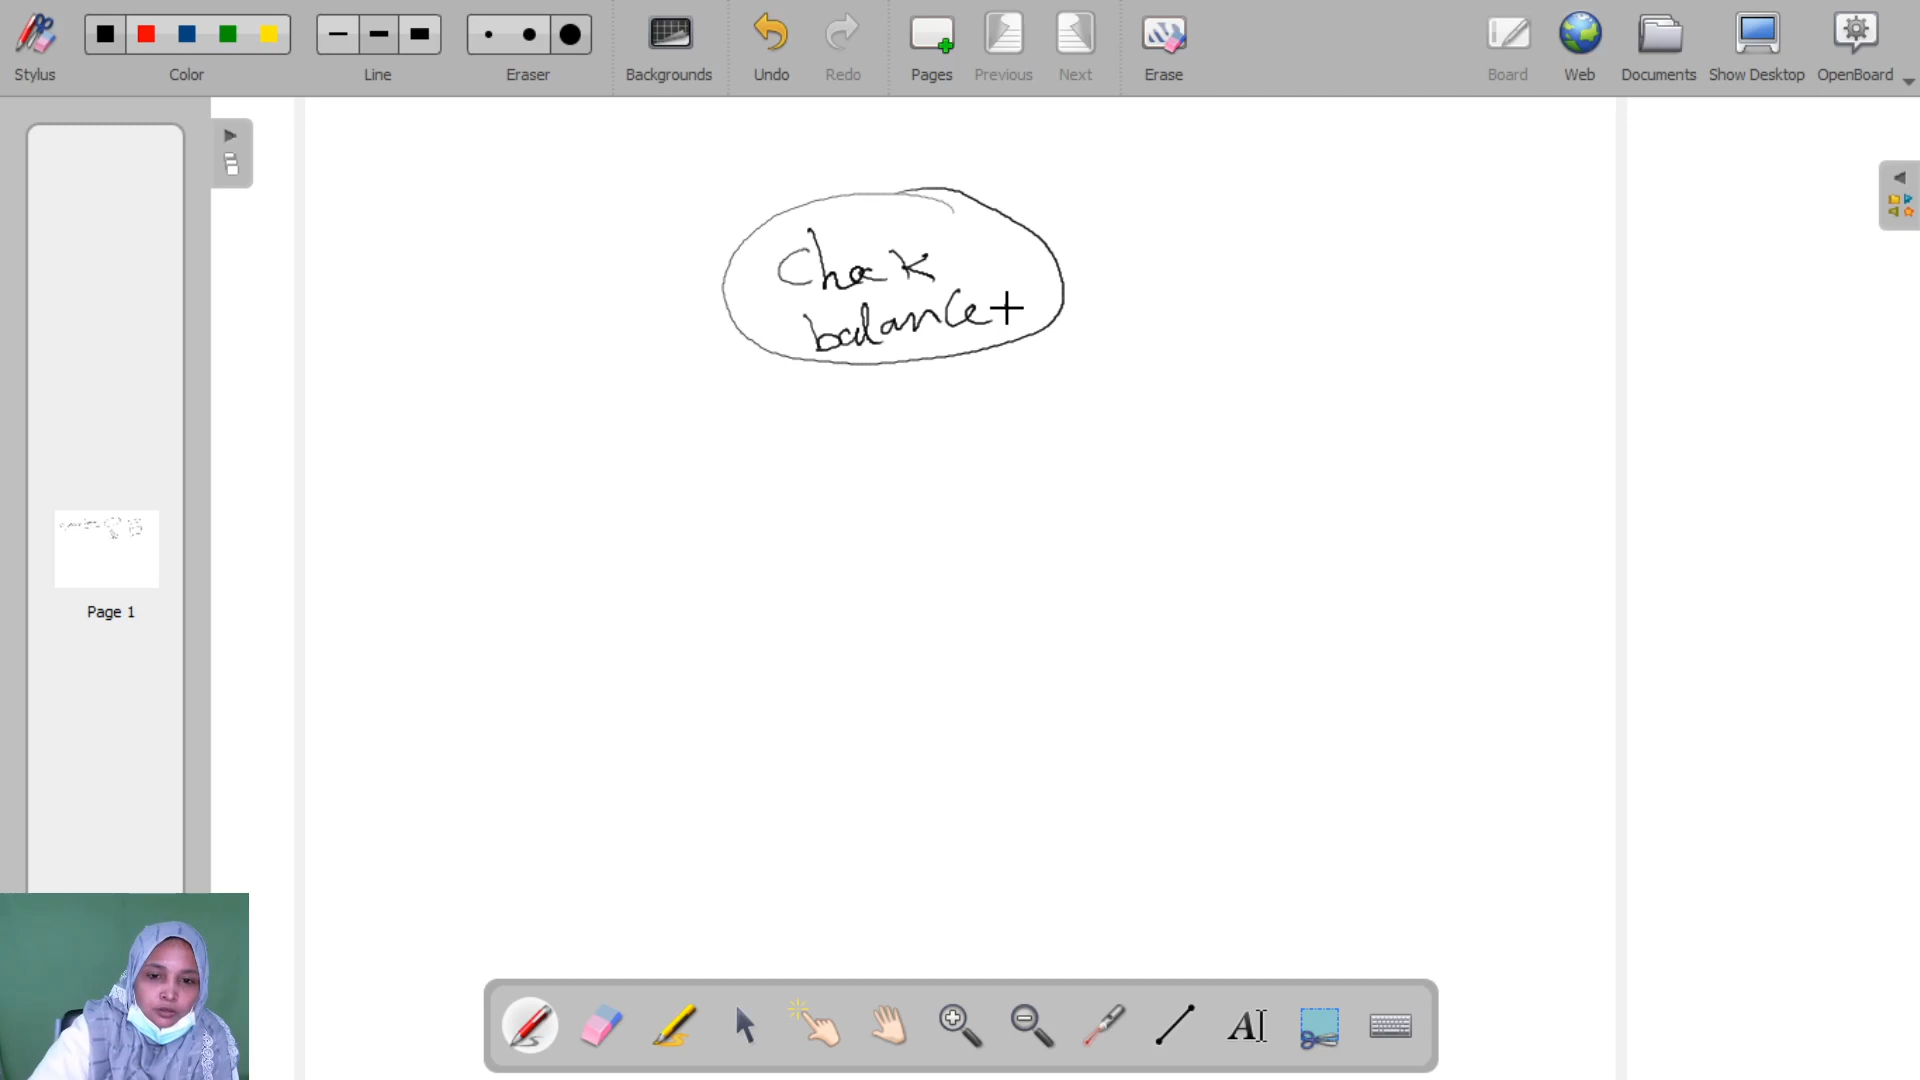 Stylus
Color
Line
Eraser
Backgrounds
Undo
Redo
Pages
Previous
Next
Erase
Board
Web
Documents
Show Desktop
OpenBoard
Check
balance
Page 1